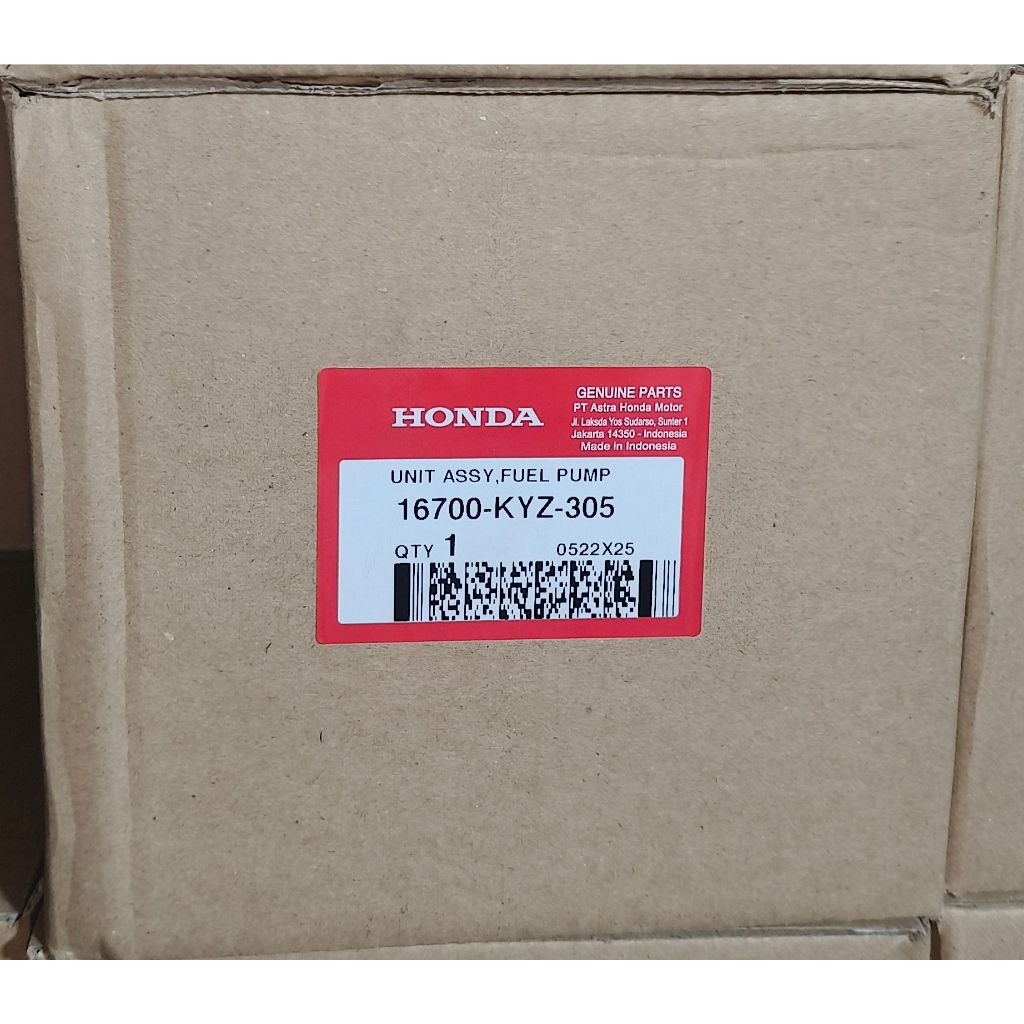 HONDA
GENUINE PARTS
PT Astra Honda Motor
Jl. Laksda Yos Sudarso, Sunter 1
Jakarta 14350 - Indonesia
Made in Indonesia
UNIT ASSY,FUEL PUMP
16700-KYZ-305
QTY 1 0522X25